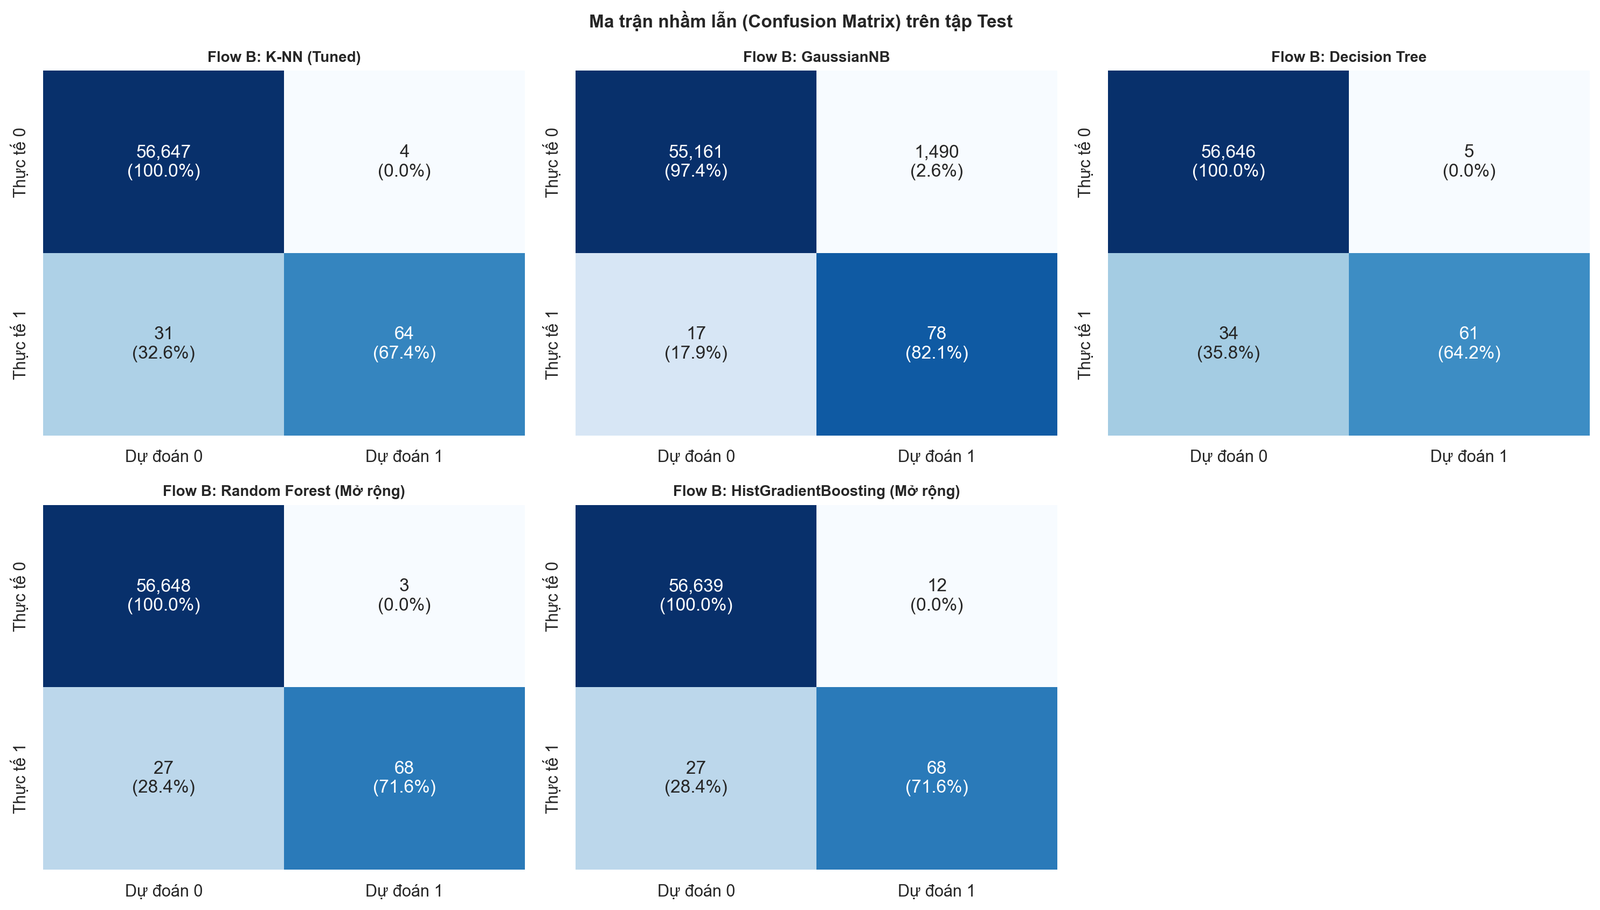 Ma trận nhầm lẫn (Confusion Matrix) trên tập Test
Flow B: K-NN (Tuned)
Thực tế 0
56,647
(100.0%)
4
(0.0%)
Thực tế 1
31
(32.6%)
64
(67.4%)
Dự đoán 0
Dự đoán 1
Flow B: GaussianNB
Thực tế 0
55,161
(97.4%)
1,490
(2.6%)
Thực tế 1
17
(17.9%)
78
(82.1%)
Dự đoán 0
Dự đoán 1
Flow B: Decision Tree
Thực tế 0
56,646
(100.0%)
5
(0.0%)
Thực tế 1
34
(35.8%)
61
(64.2%)
Dự đoán 0
Dự đoán 1
Flow B: Random Forest (Mở rộng)
Thực tế 0
56,648
(100.0%)
3
(0.0%)
Thực tế 1
27
(28.4%)
68
(71.6%)
Dự đoán 0
Dự đoán 1
Flow B: HistGradientBoosting (Mở rộng)
Thực tế 0
56,639
(100.0%)
12
(0.0%)
Thực tế 1
27
(28.4%)
68
(71.6%)
Dự đoán 0
Dự đoán 1